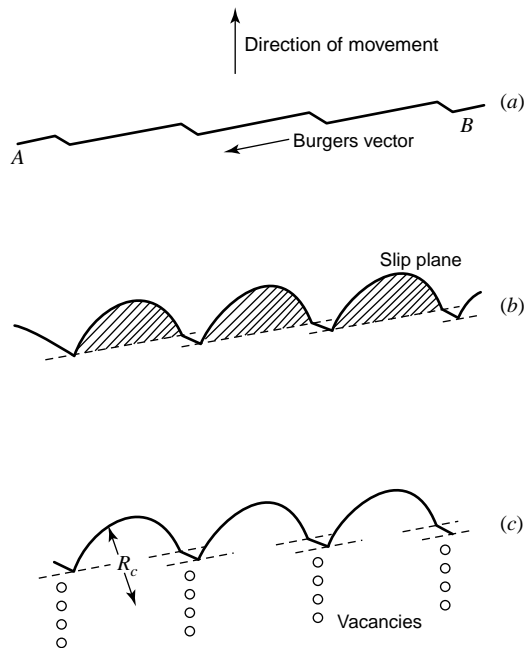 Direction of movement
(a)
A
B
Burgers vector
Slip plane
(b)
(c)
R_c
Vacancies